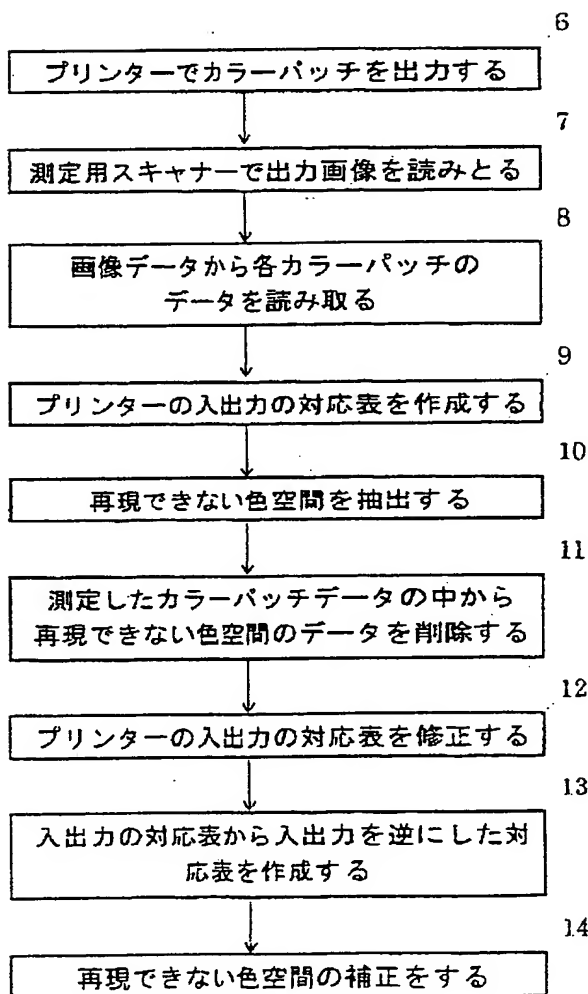 6
プリンターでカラーパッチを出力する
7
測定用スキャナーで出力画像を読みとる
8
画像データから各カラーパッチの
データを読み取る
9
プリンターの入出力の対応表を作成する
10
再現できない色空間を抽出する
11
測定したカラーパッチデータの中から
再現できない色空間のデータを削除する
12
プリンターの入出力の対応表を修正する
13
入出力の対応表から入出力を逆にした対
応表を作成する
14
再現できない色空間の補正をする